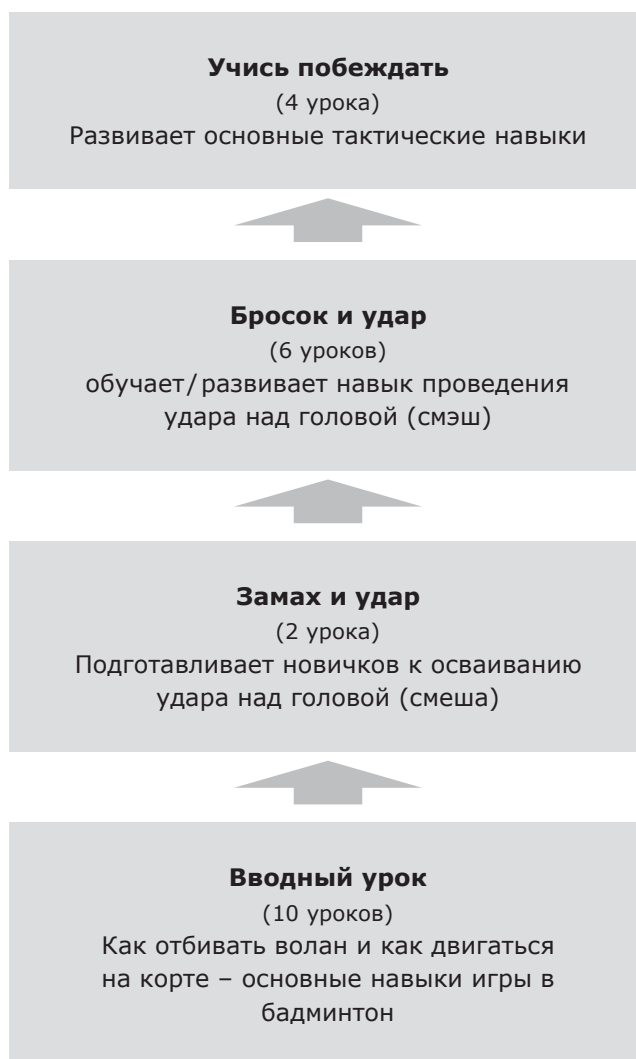 Учись побеждать
(4 урока)
Развивает основные тактические навыки
Бросок и удар
(6 уроков)
обучает/развивает навык проведения
удара над головой (смэш)
Замах и удар
(2 урока)
Подготавливает новичков к осваиванию
удара над головой (смеша)
Вводный урок
(10 уроков)
Как отбивать волан и как двигаться
на корте – основные навыки игры в
бадминтон